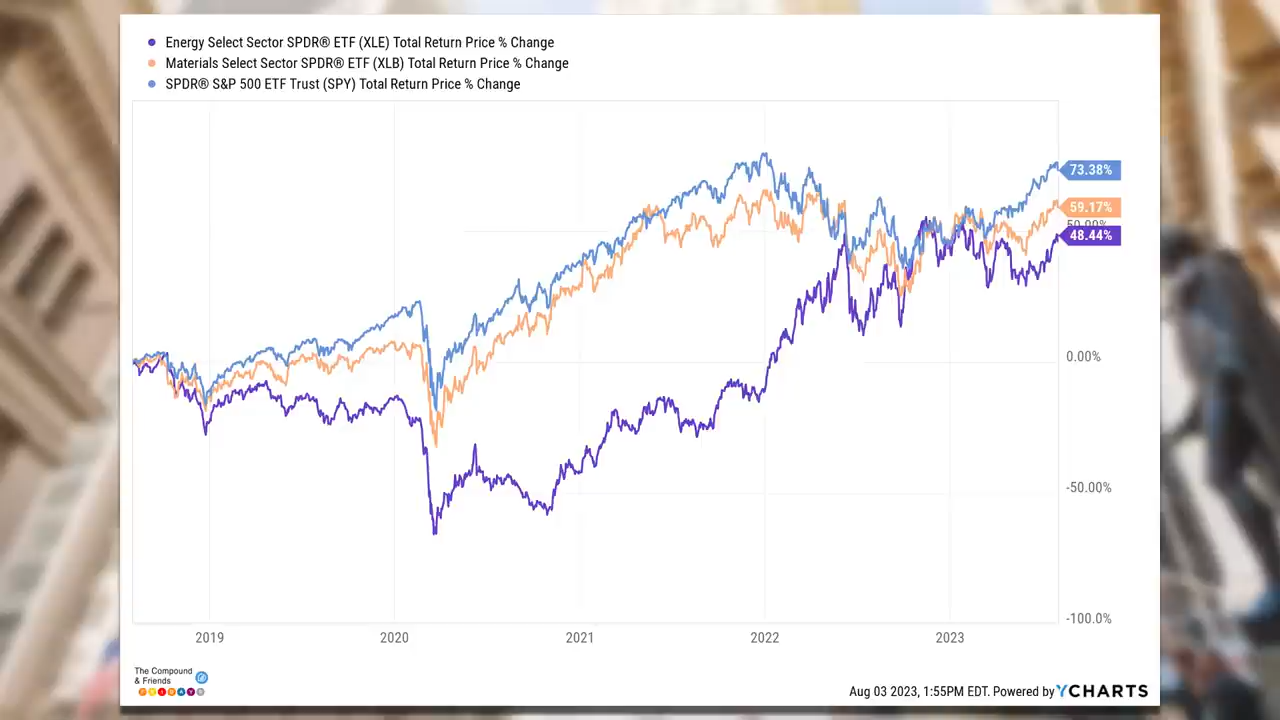 Energy Select Sector SPDR® ETF (XLE) Total Return Price % Change
Materials Select Sector SPDR® ETF (XLB) Total Return Price % Change
SPDR® S&P 500 ETF Trust (SPY) Total Return Price % Change
73.38%
59.17%
50.00%
48.44%
0.00%
-50.00%
-100.0%
2019 2020 2021 2022 2023
The Compound
& Friends
Aug 03 2023, 1:55PM EDT. Powered by YCHARTS